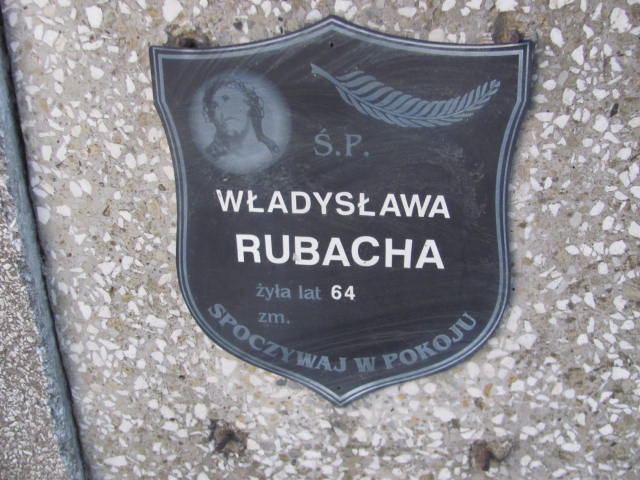 Ś.P.
WŁADYSŁAWA
RUBACHA
żyła lat 64
zm.
SPOCZYWAJ W POKOJU